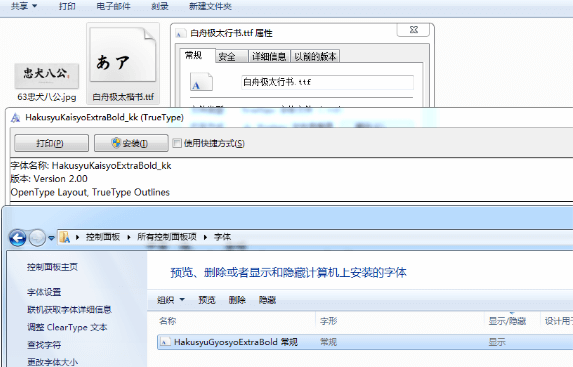 共享 打印 电子邮件 刻录 新建文件夹
白舟极太行书.ttf 属性
常规 安全 详细信息 以前的版本
あア
忠犬八公
白舟极太行书.ttf
63忠犬八公.jpg 白舟极太楷书.ttf
HakusyuKaisyoExtraBold_kk (TrueType)
打印(P) 安装(I) 使用快捷方式(S)
字体名称: HakusyuKaisyoExtraBold_kk
版本: Version 2.00
OpenType Layout, TrueType Outlines
控制面板 所有控制面板项 字体
控制面板主页
预览、删除或者显示和隐藏计算机上安装的字体
字体设置
联机获取字体详细信息
调整 ClearType 文本
查找字符
更改字体大小
组织 预览 删除 隐藏
名称 字形 显示/隐藏 设计用于
HakusyuGyosyoExtraBold 常规 常规 显示